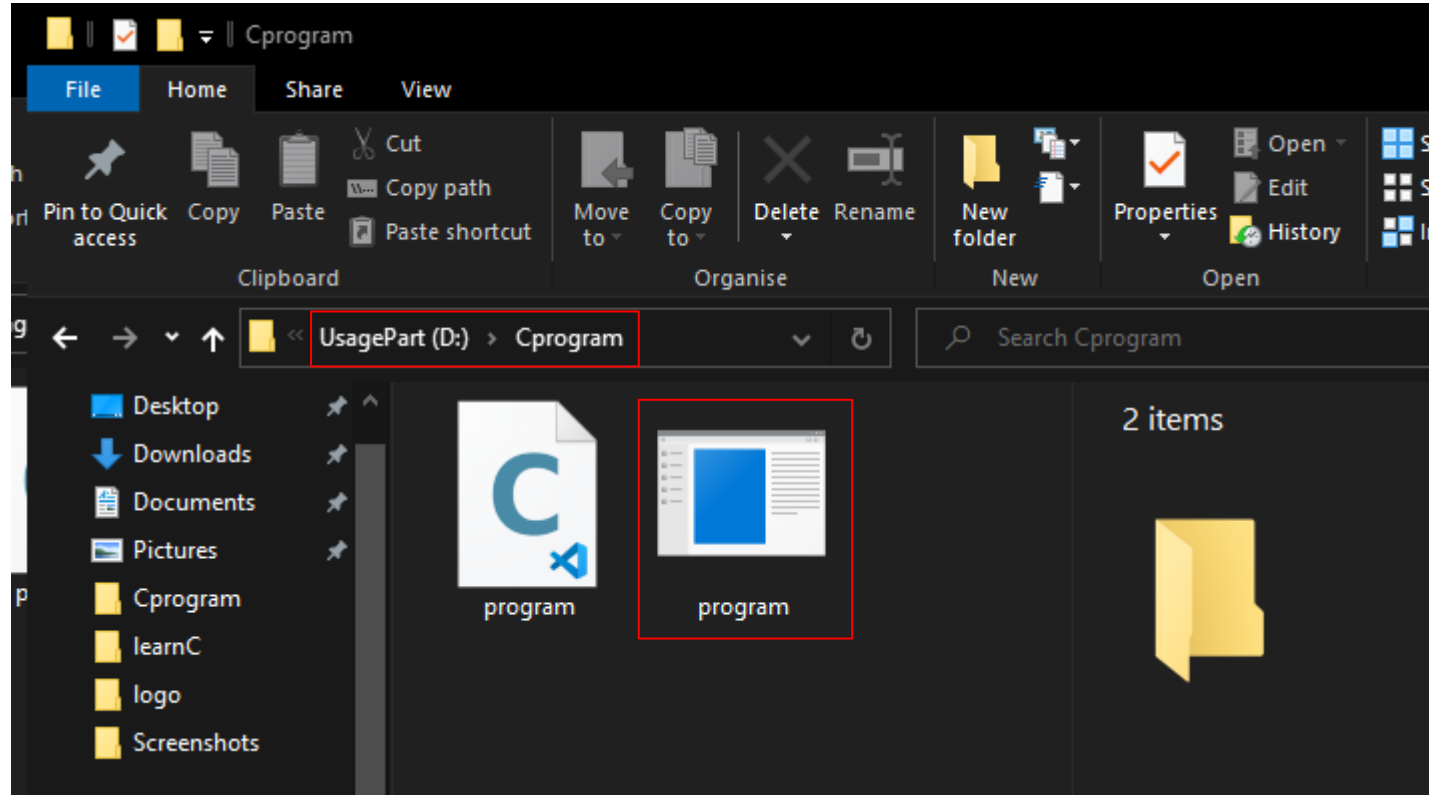 Cprogram
File Home Share View
Pin to Quick access
Copy
Paste
Cut
Copy path
Paste shortcut
Clipboard
Move to
Copy to
Delete
Rename
Organise
New folder
New
Properties
Open
Edit
History
Open
UsagePart (D:) > Cprogram
Search Cprogram
Desktop
Downloads
Documents
Pictures
Cprogram
learnC
logo
Screenshots
program
program
2 items